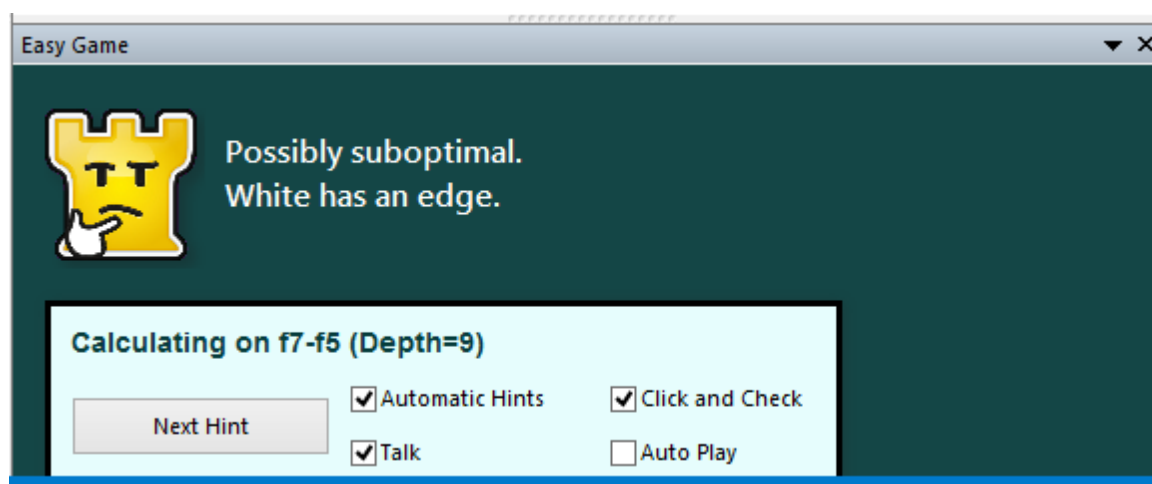 Easy Game
Possibly suboptimal.
White has an edge.
Calculating on f7-f5 (Depth=9)
Next Hint
Automatic Hints
Click and Check
Talk
Auto Play